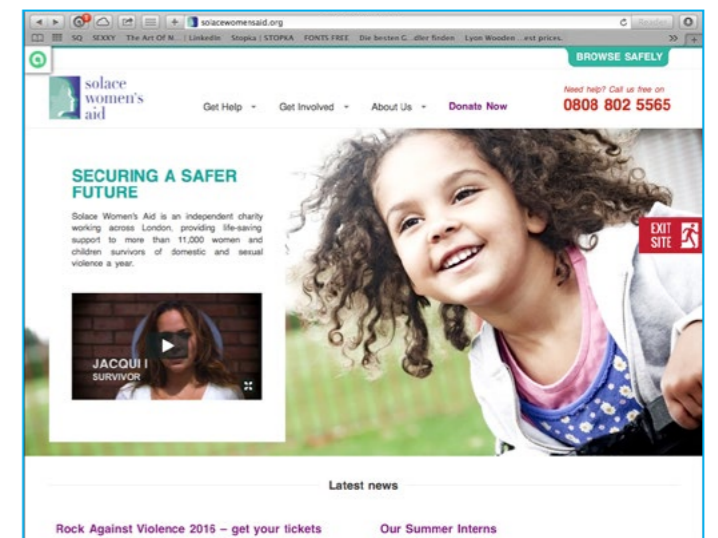 solacewomensaid.org
Reader
SQ SEXXY The Art Of N... LinkedIn Stopka | STOPKA FONTS FREE Die besten G...dler finden Lyon Wooden ...est prices.
BROWSE SAFELY
solace
women's
aid
Get Help Get Involved About Us Donate Now
Need help? Call us free on
0808 802 5565
SECURING A SAFER
FUTURE
Solace Women's Aid is an independent charity
working across London, providing life-saving
support to more than 11,000 women and
children survivors of domestic and sexual
violence a year.
EXIT
SITE
JACQUI I
SURVIVOR
Latest news
Rock Against Violence 2016 – get your tickets
Our Summer Interns